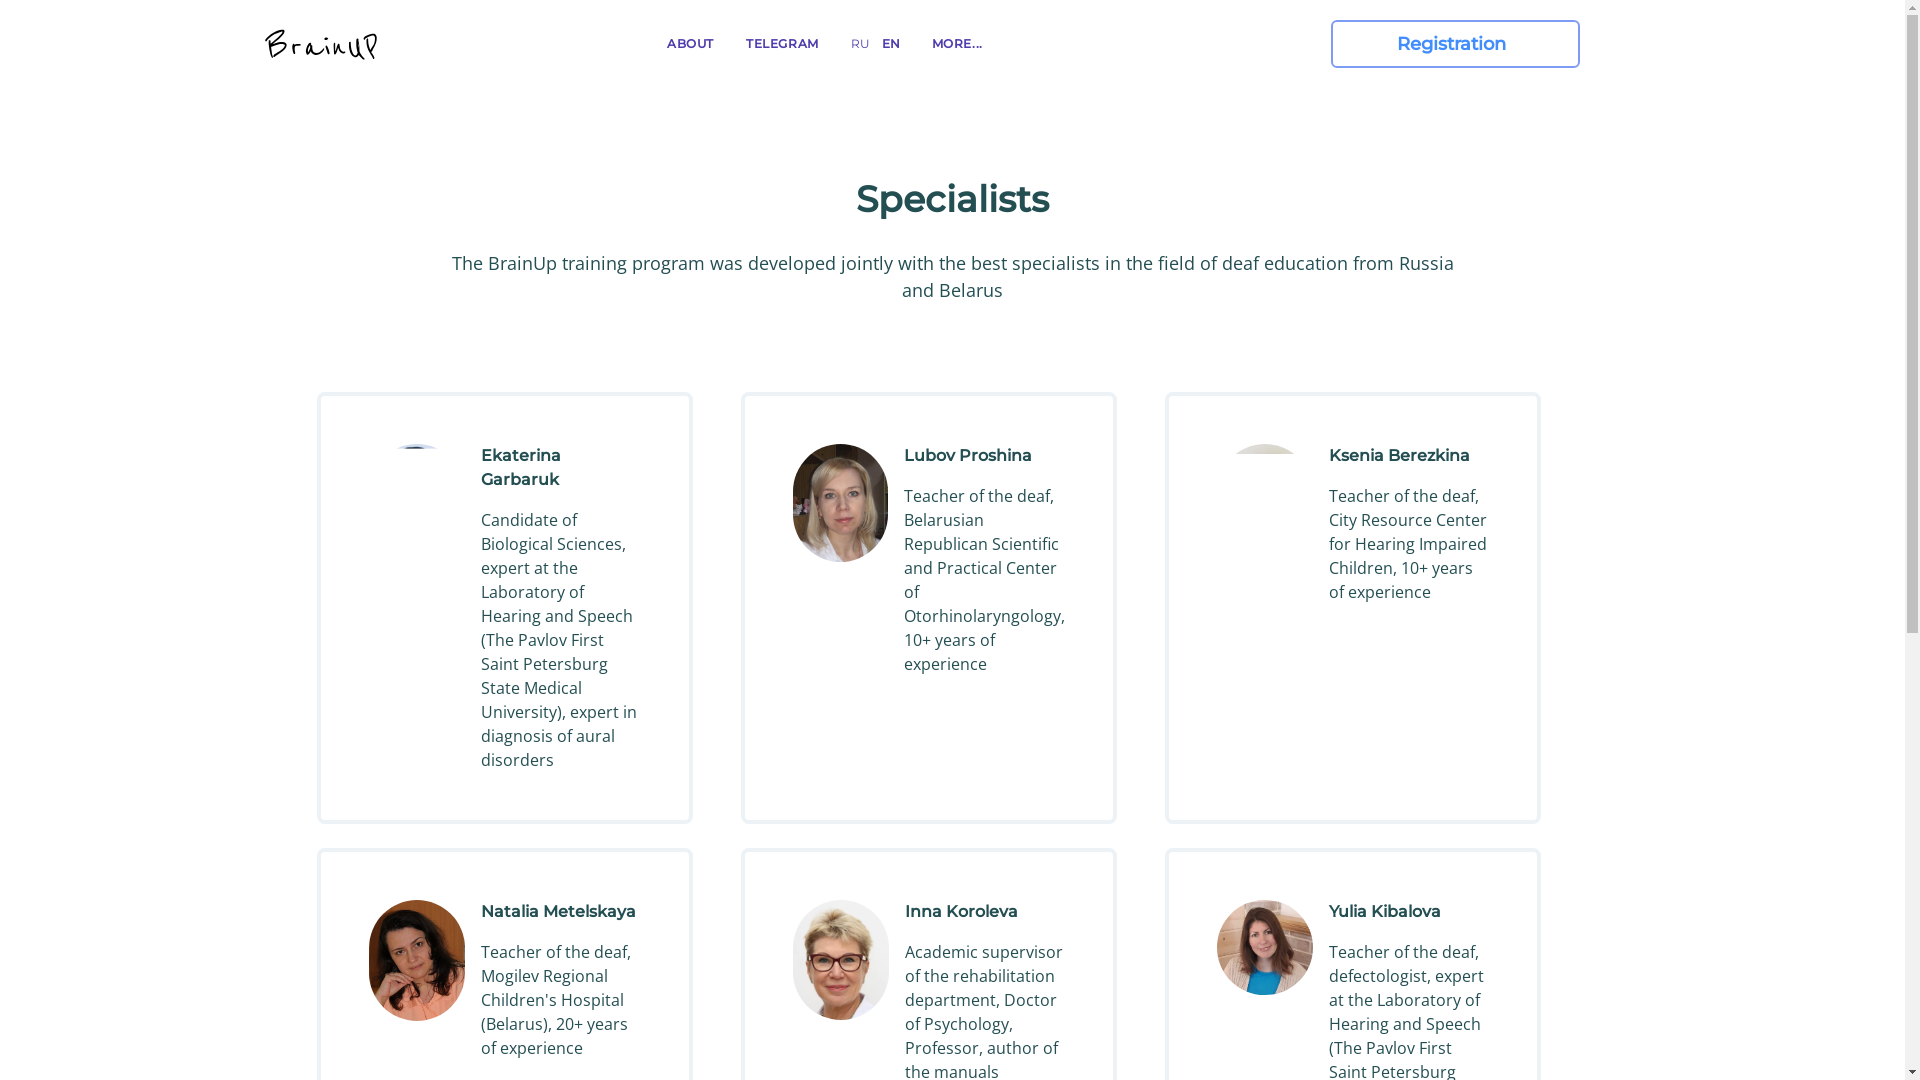 BrainUP
ABOUT
TELEGRAM
RU
EN
MORE...
Registration
Specialists
The BrainUp training program was developed jointly with the best specialists in the field of deaf education from Russia
and Belarus
Ekaterina
Garbaruk
Candidate of
Biological Sciences,
expert at the
Laboratory of
Hearing and Speech
(The Pavlov First
Saint Petersburg
State Medical
University), expert in
diagnosis of aural
disorders
Lubov Proshina
Teacher of the deaf,
Belarusian
Republican Scientific
and Practical Center
of
Otorhinolaryngology,
10+ years of
experience
Ksenia Berezkina
Teacher of the deaf,
City Resource Center
for Hearing Impaired
Children, 10+ years
of experience
Natalia Metelskaya
Teacher of the deaf,
Mogilev Regional
Children's Hospital
(Belarus), 20+ years
of experience
Inna Koroleva
Academic supervisor
of the rehabilitation
department, Doctor
of Psychology,
Professor, author of
the manuals
Yulia Kibalova
Teacher of the deaf,
defectologist, expert
at the Laboratory of
Hearing and Speech
(The Pavlov First
Saint Petersburg